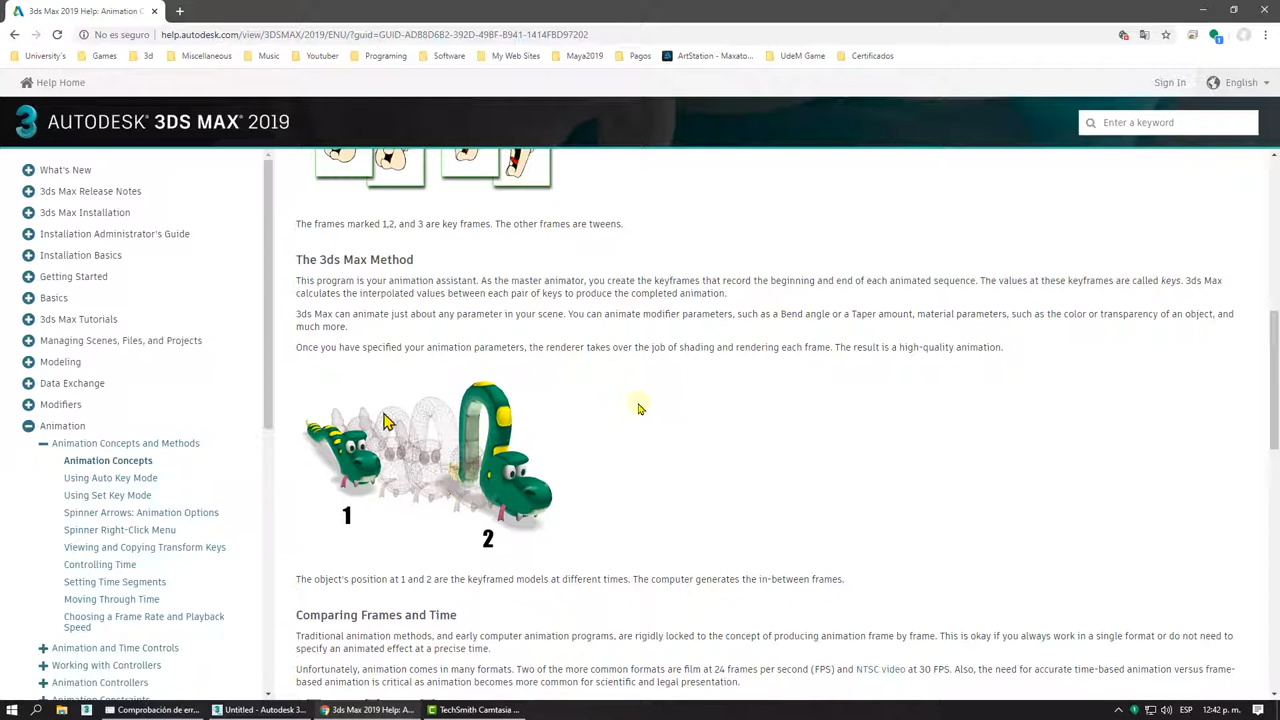 3ds Max 2019 Help: Animation C
No es seguro | help.autodesk.com/view/3DSMAX/2019/ENU/?guid=GUID-ADB8D6B2-392D-49BF-B941-1414FBD97202
University's Games 3d Miscellaneous Music Youtuber Programing Software My Web Sites Maya2019 Pagos ArtStation - Maxato... UdeM Game Certificados
Help Home Sign In English
3 AUTODESK® 3DS MAX® 2019 Enter a keyword
What's New
3ds Max Release Notes
3ds Max Installation
Installation Administrator's Guide
Installation Basics
Getting Started
Basics
3ds Max Tutorials
Managing Scenes, Files, and Projects
Modeling
Data Exchange
Modifiers
Animation
Animation Concepts and Methods
Animation Concepts
Using Auto Key Mode
Using Set Key Mode
Spinner Arrows: Animation Options
Spinner Right-Click Menu
Viewing and Copying Transform Keys
Controlling Time
Setting Time Segments
Moving Through Time
Choosing a Frame Rate and Playback
Speed
Animation and Time Controls
Working with Controllers
Animation Controllers
Animation Constraints
The frames marked 1,2, and 3 are key frames. The other frames are tweens.
The 3ds Max Method
This program is your animation assistant. As the master animator, you create the keyframes that record the beginning and end of each animated sequence. The values at these keyframes are called keys. 3ds Max
calculates the interpolated values between each pair of keys to produce the completed animation.
3ds Max can animate just about any parameter in your scene. You can animate modifier parameters, such as a Bend angle or a Taper amount, material parameters, such as the color or transparency of an object, and
much more.
Once you have specified your animation parameters, the renderer takes over the job of shading and rendering each frame. The result is a high-quality animation.
1
2
The object's position at 1 and 2 are the keyframed models at different times. The computer generates the in-between frames.
Comparing Frames and Time
Traditional animation methods, and early computer animation programs, are rigidly locked to the concept of producing animation frame by frame. This is okay if you always work in a single format or do not need to
specify an animated effect at a precise time.
Unfortunately, animation comes in many formats. Two of the more common formats are film at 24 frames per second (FPS) and NTSC video at 30 FPS. Also, the need for accurate time-based animation versus frame-
based animation is critical as animation becomes more common for scientific and legal presentation.
Comprobación de err... Untitled - Autodesk 3... 3ds Max 2019 Help: A... TechSmith Camtasia ... ESP 12:42 p. m.